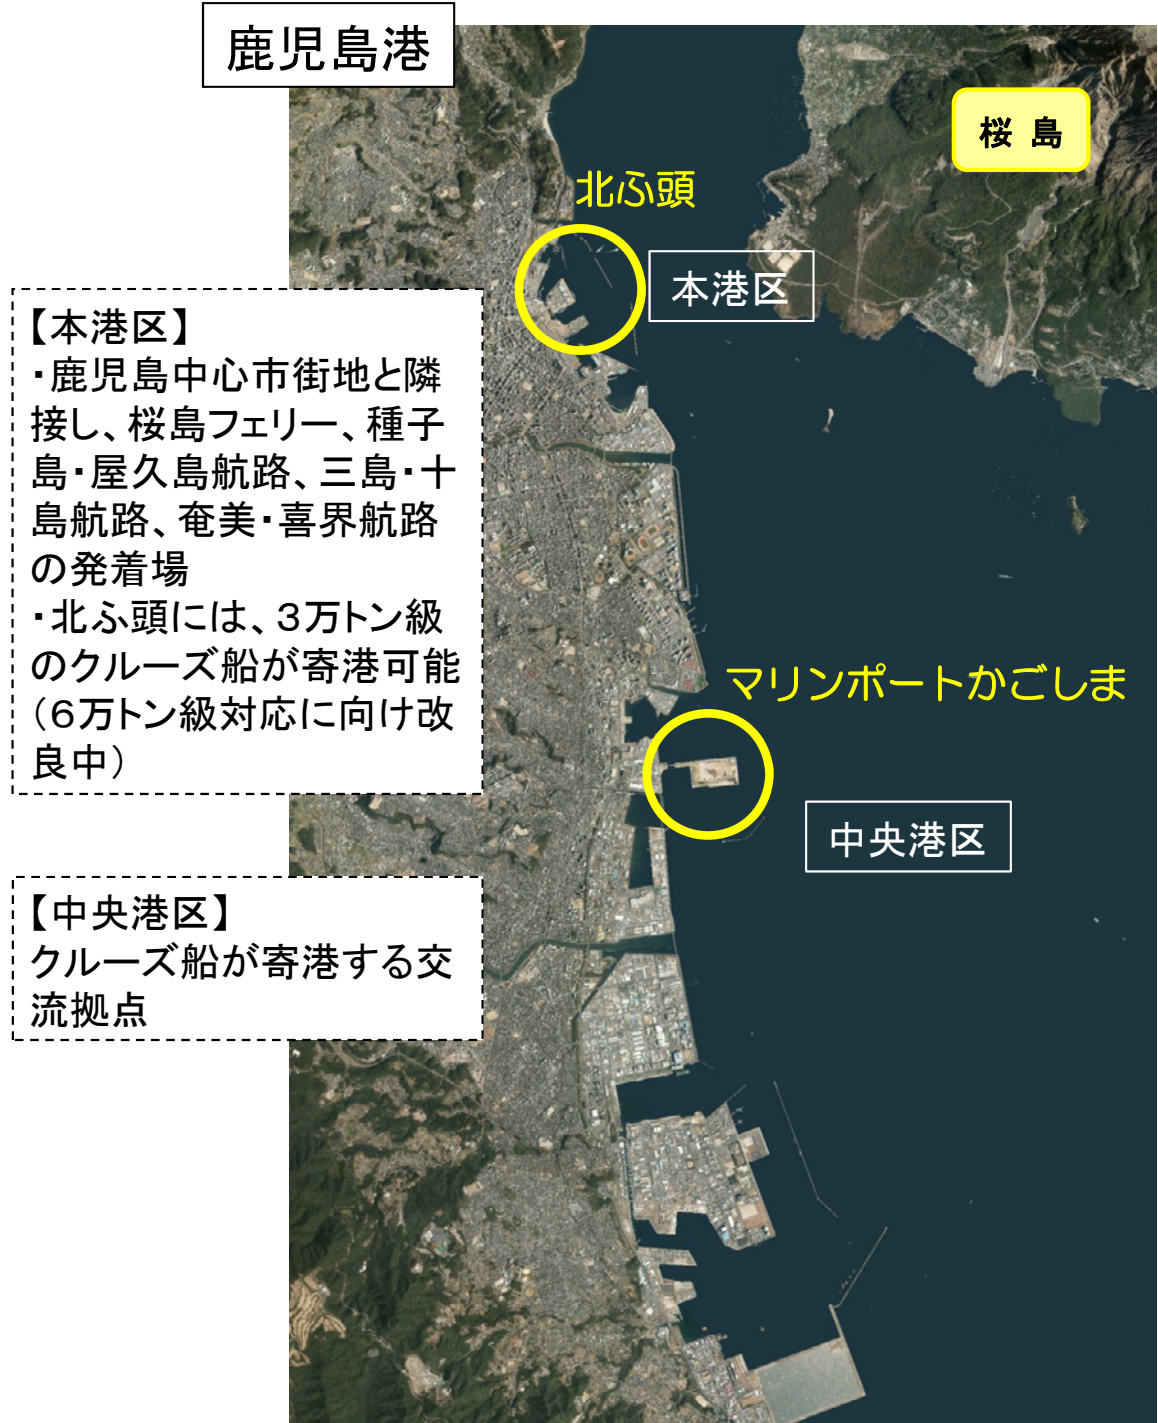 鹿児島港
桜 島
北ふ頭
本港区
【本港区】
・鹿児島中心市街地と隣
接し、桜島フェリー、種子
島・屋久島航路、三島・十
島航路、奄美・喜界航路
の発着場
・北ふ頭には、３万トン級
のクルーズ船が寄港可能
（６万トン級対応に向け改
良中）
マリンポートかごしま
中央港区
【中央港区】
クルーズ船が寄港する交
流拠点